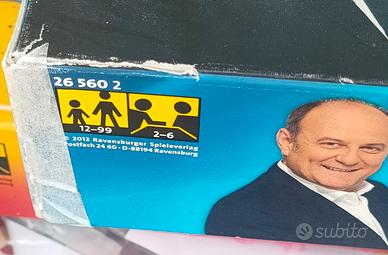 26 560 2
12-99
2-6
© 2012 Ravensburger Spieleverlag
Postfach 24 60 · D-88194 Ravensburg
subito